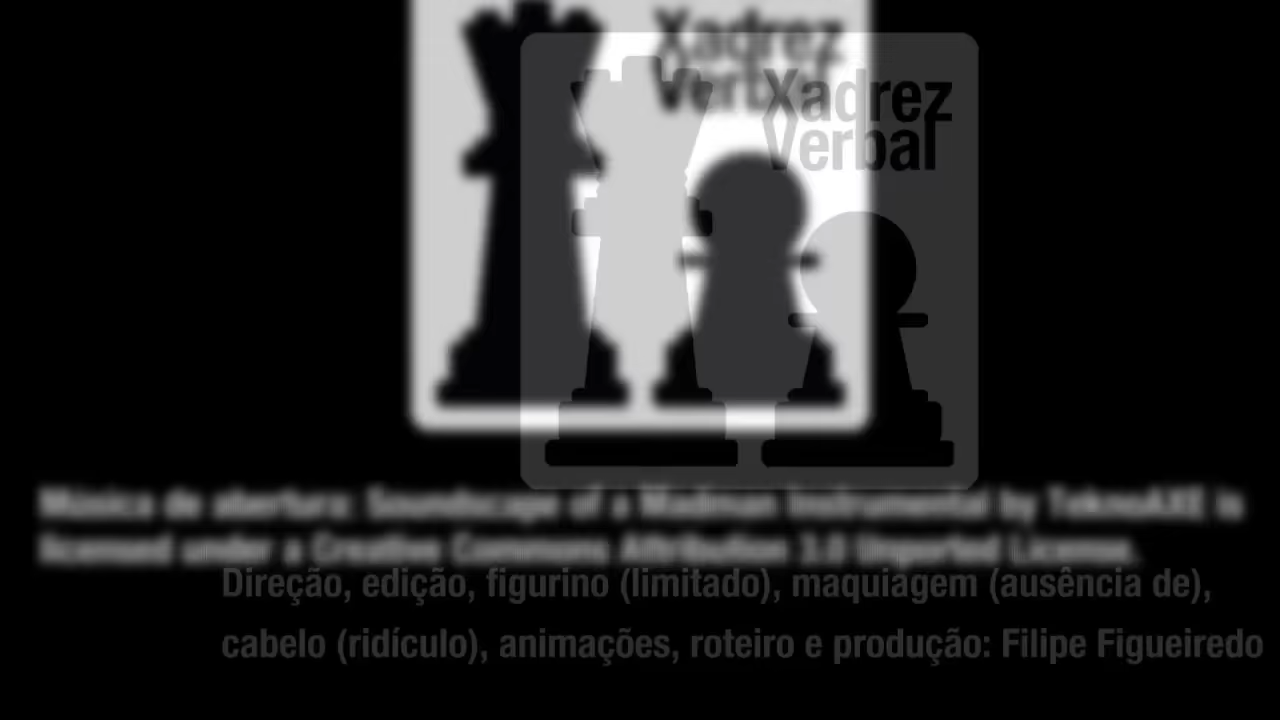 Xadrez
Verbal
Xadrez
Verbal
Música de abertura: Soundscape of a Madman Instrumental by TeknoAXE is
licensed under a Creative Commons Attribution 3.0 Unported License.
Direção, edição, figurino (limitado), maquiagem (ausência de),
cabelo (ridículo), animações, roteiro e produção: Filipe Figueiredo